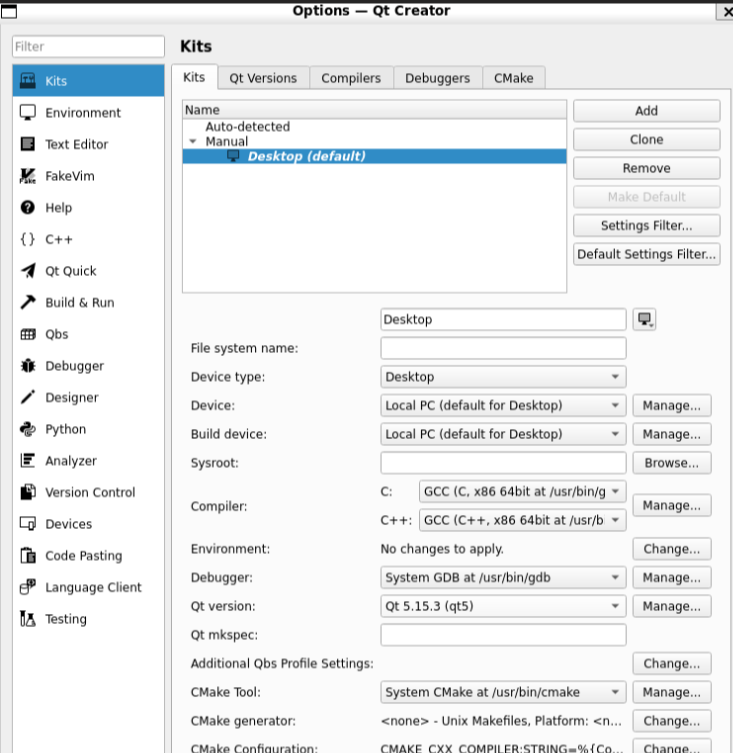 Options — Qt Creator
Filter
Kits
Kits
Environment
Text Editor
FakeVim
Help
{} C++
Qt Quick
Build & Run
Qbs
Debugger
Designer
Python
Analyzer
Version Control
Devices
Code Pasting
Language Client
Testing
Kits Qt Versions Compilers Debuggers CMake
Name
Auto-detected
Manual
Desktop (default)
Add
Clone
Remove
Make Default
Settings Filter...
Default Settings Filter...
Desktop
File system name:
Device type: Desktop
Device: Local PC (default for Desktop) Manage...
Build device: Local PC (default for Desktop) Manage...
Sysroot: Browse...
Compiler: C: GCC (C, x86 64bit at /usr/bin/g
C++: GCC (C++, x86 64bit at /usr/b
Manage...
Environment: No changes to apply. Change...
Debugger: System GDB at /usr/bin/gdb Manage...
Qt version: Qt 5.15.3 (qt5) Manage...
Qt mkspec:
Additional Qbs Profile Settings: Change...
CMake Tool: System CMake at /usr/bin/cmake Manage...
CMake generator: <none> - Unix Makefiles, Platform: <n... Change...
CMake Configuration: CMAKE_CXX_COMPILER:STRING=%{Co... Change...